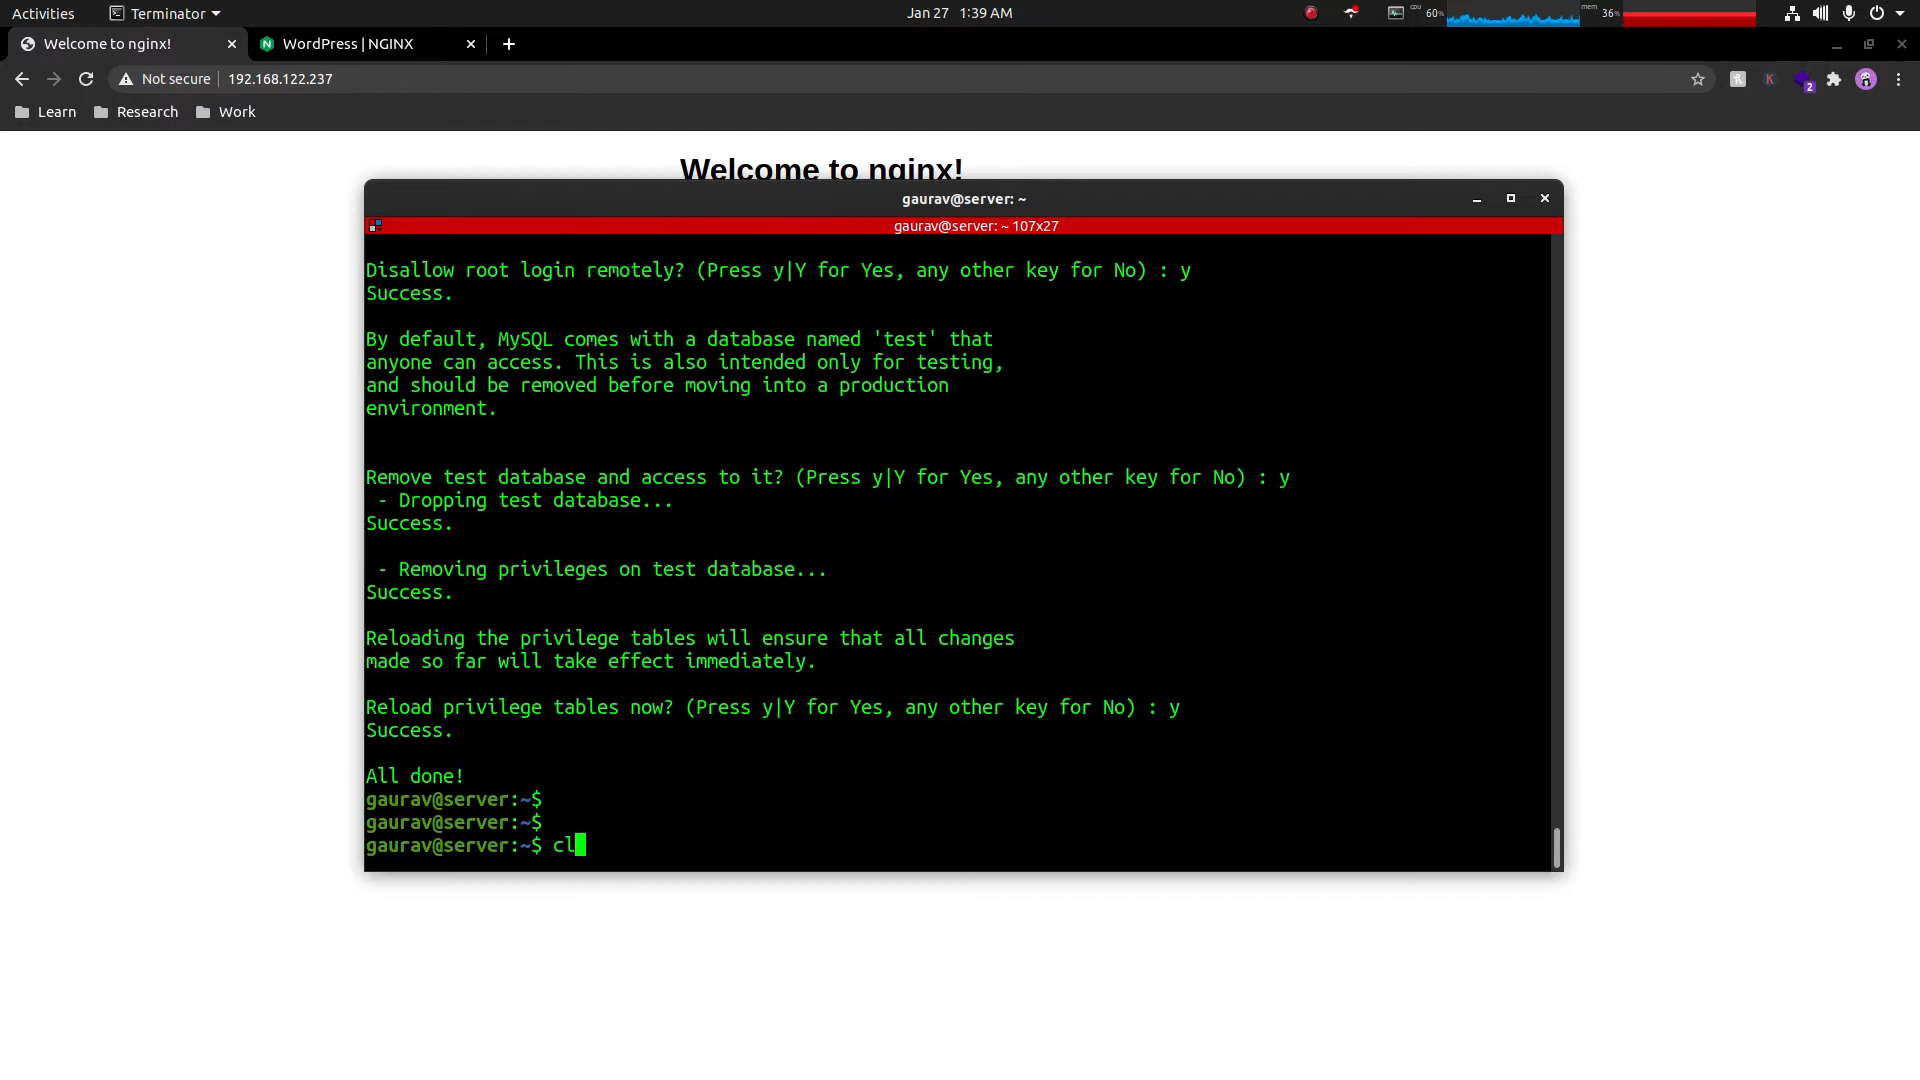 Activities Terminator Jan 27 1:39 AM cpu 60% mem 36%
Welcome to nginx! WordPress | NGINX
Not secure 192.168.122.237 K 2
Learn Research Work
Welcome to nginx!
gaurav@server: ~
gaurav@server: ~ 107x27
Disallow root login remotely? (Press y|Y for Yes, any other key for No) : y
Success.
By default, MySQL comes with a database named 'test' that
anyone can access. This is also intended only for testing,
and should be removed before moving into a production
environment.
Remove test database and access to it? (Press y|Y for Yes, any other key for No) : y
- Dropping test database...
Success.
- Removing privileges on test database...
Success.
Reloading the privilege tables will ensure that all changes
made so far will take effect immediately.
Reload privilege tables now? (Press y|Y for Yes, any other key for No) : y
Success.
All done!
gaurav@server:~$
gaurav@server:~$
gaurav@server:~$ cl